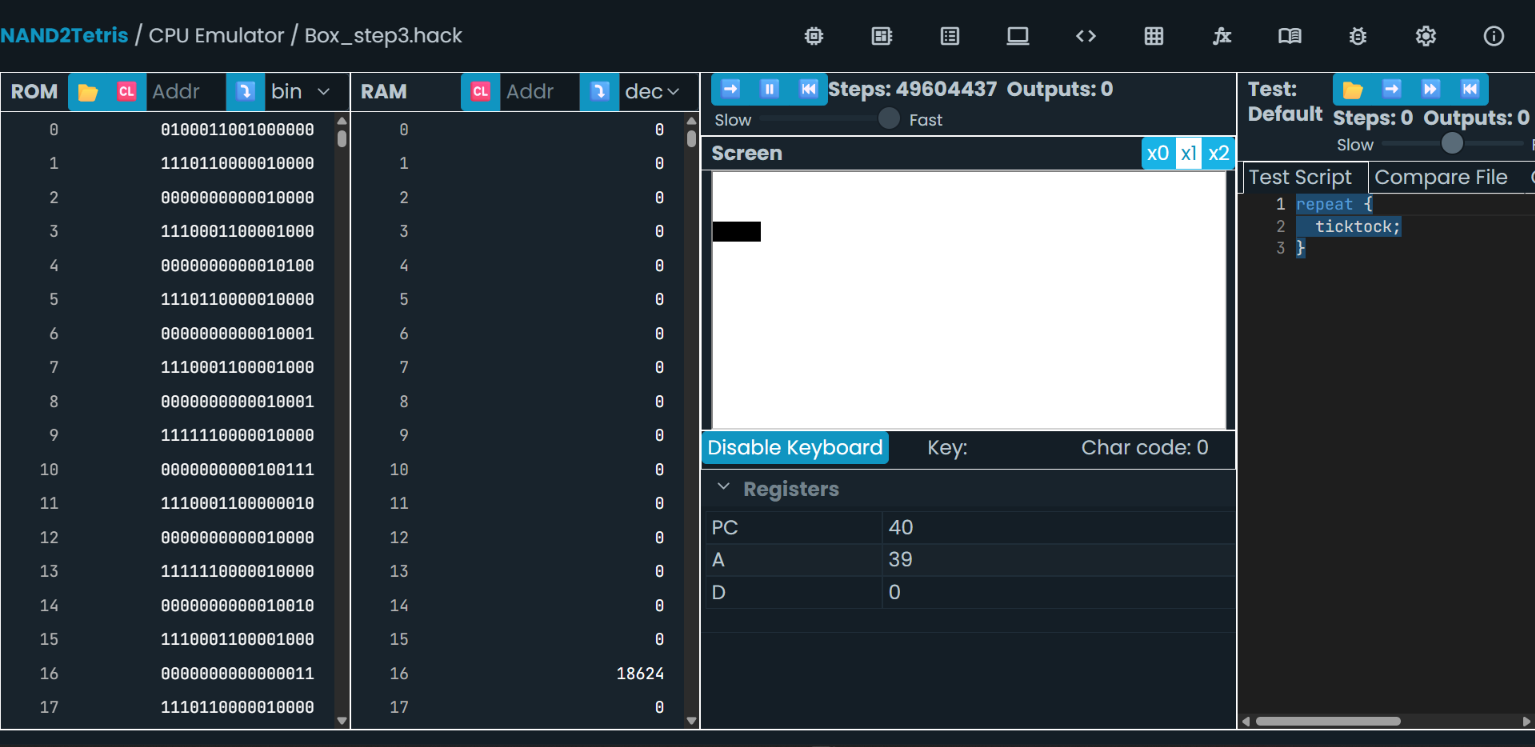 NAND2Tetris / CPU Emulator / Box_step3.hack
ROM CL Addr bin
0 0100011001000000
1 1110110000010000
2 0000000000010000
3 1110001100001000
4 0000000000010100
5 1110110000010000
6 0000000000010001
7 1110001100001000
8 0000000000010001
9 1111110000010000
10 0000000000100111
11 1110001100000010
12 0000000000010000
13 1111110000010000
14 0000000000010010
15 1110001100001000
16 0000000000000011
17 1110110000010000
RAM CL Addr dec
0 0
1 0
2 0
3 0
4 0
5 0
6 0
7 0
8 0
9 0
10 0
11 0
12 0
13 0
14 0
15 0
16 18624
17 0
Steps: 49604437 Outputs: 0
Slow Fast
Screen x0 x1 x2
Disable Keyboard Key: Char code: 0
Registers
PC 40
A 39
D 0
Test:
Default
Steps: 0 Outputs: 0
Slow
Test Script Compare File
1 repeat {
2 ticktock;
3 }